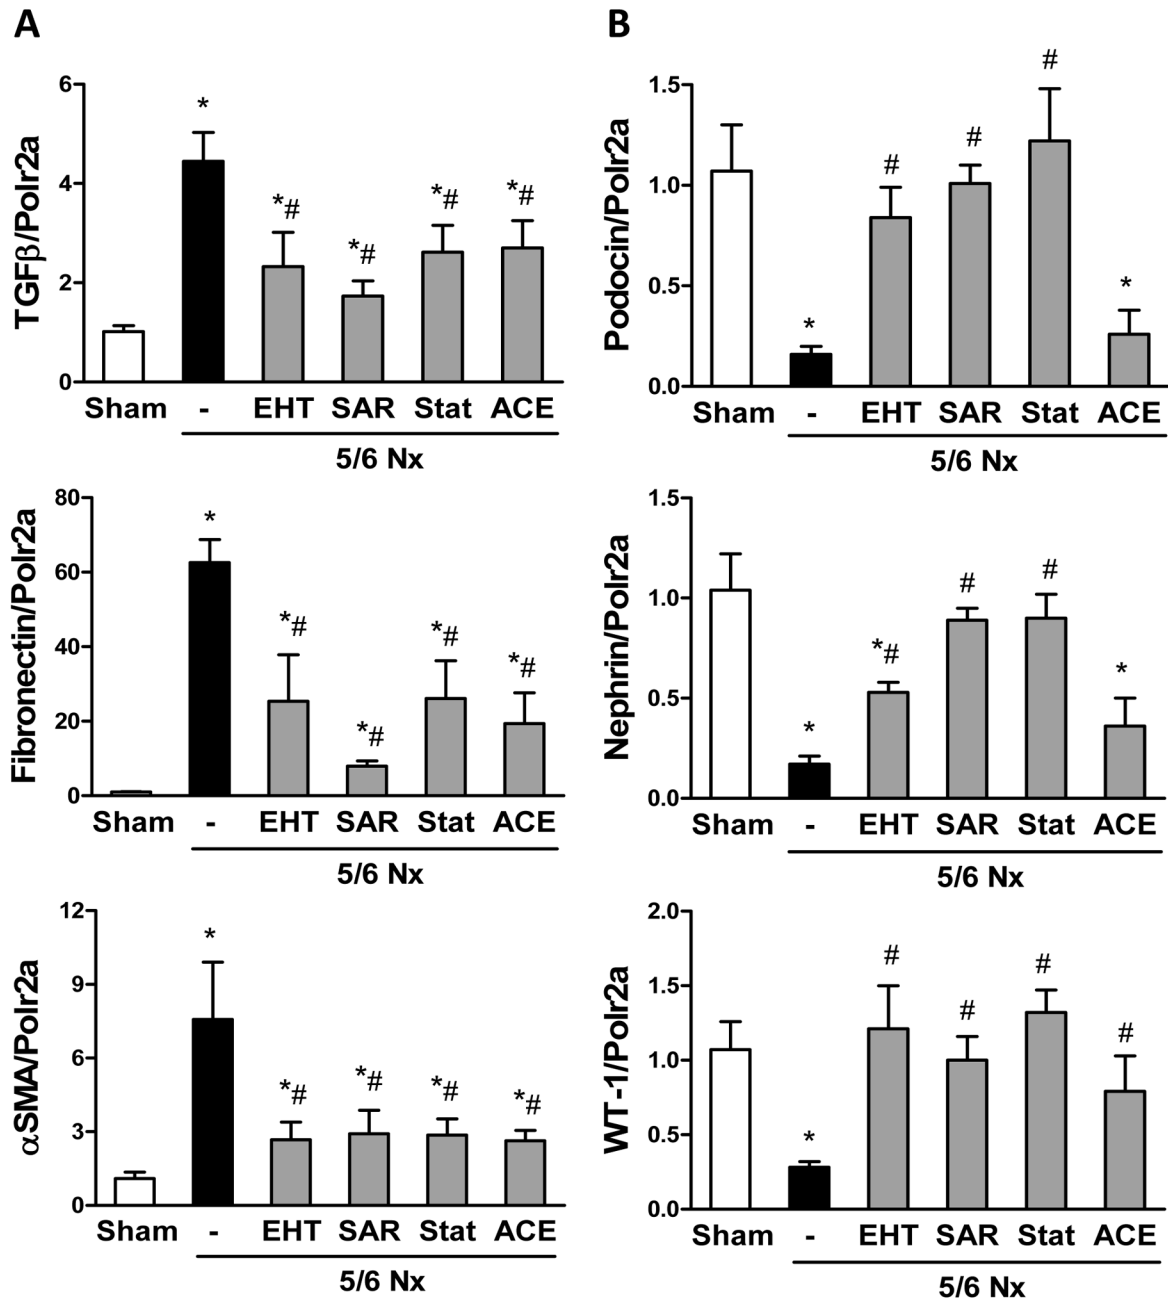 A
TGFβ/Polr2a
6
4
2
0
*
*#
*#
*#
*#
Sham - EHT SAR Stat ACE
5/6 Nx
Fibronectin/Polr2a
80
60
40
20
0
*
*#
*#
*#
*#
Sham - EHT SAR Stat ACE
5/6 Nx
αSMA/Polr2a
12
9
6
3
0
*
*#
*#
*#
*#
Sham - EHT SAR Stat ACE
5/6 Nx
B
Podocin/Polr2a
1.5
1.0
0.5
0.0
*
#
#
#
*
Sham - EHT SAR Stat ACE
5/6 Nx
Nephrin/Polr2a
1.5
1.0
0.5
0.0
*
*#
#
#
*
Sham - EHT SAR Stat ACE
5/6 Nx
WT-1/Polr2a
2.0
1.5
1.0
0.5
0.0
*
#
#
#
#
Sham - EHT SAR Stat ACE
5/6 Nx